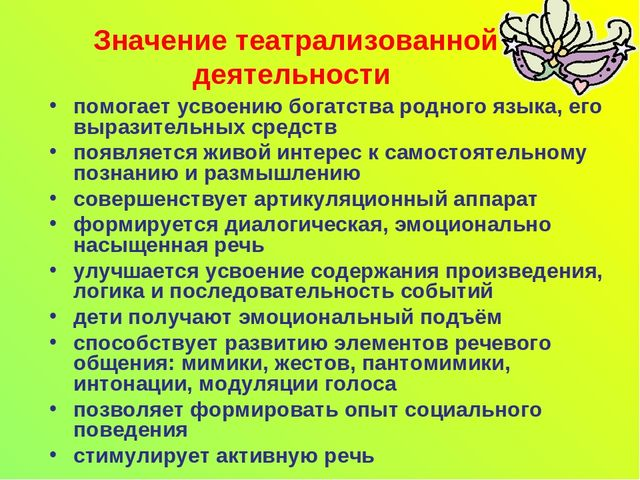 Значение театрализованной
деятельности
• помогает усвоению богатства родного языка, его
выразительных средств
• появляется живой интерес к самостоятельному
познанию и размышлению
• совершенствует артикуляционный аппарат
• формируется диалогическая, эмоционально
насыщенная речь
• улучшается усвоение содержания произведения,
логика и последовательность событий
• дети получают эмоциональный подъём
• способствует развитию элементов речевого
общения: мимики, жестов, пантомимики,
интонации, модуляции голоса
• позволяет формировать опыт социального
поведения
• стимулирует активную речь